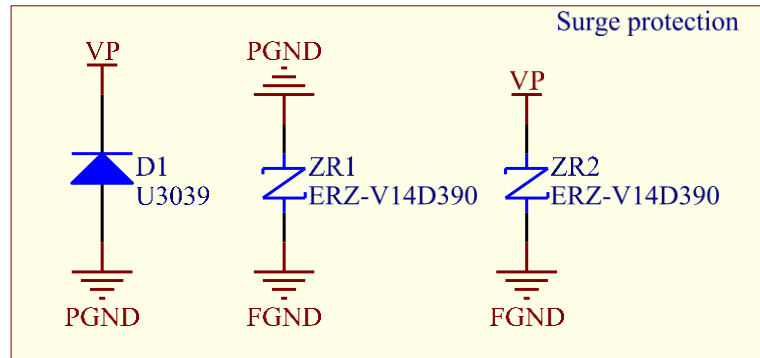 Surge protection
VP
PGND
VP
D1
U3039
ZR1
ERZ-V14D390
ZR2
ERZ-V14D390
PGND
FGND
FGND